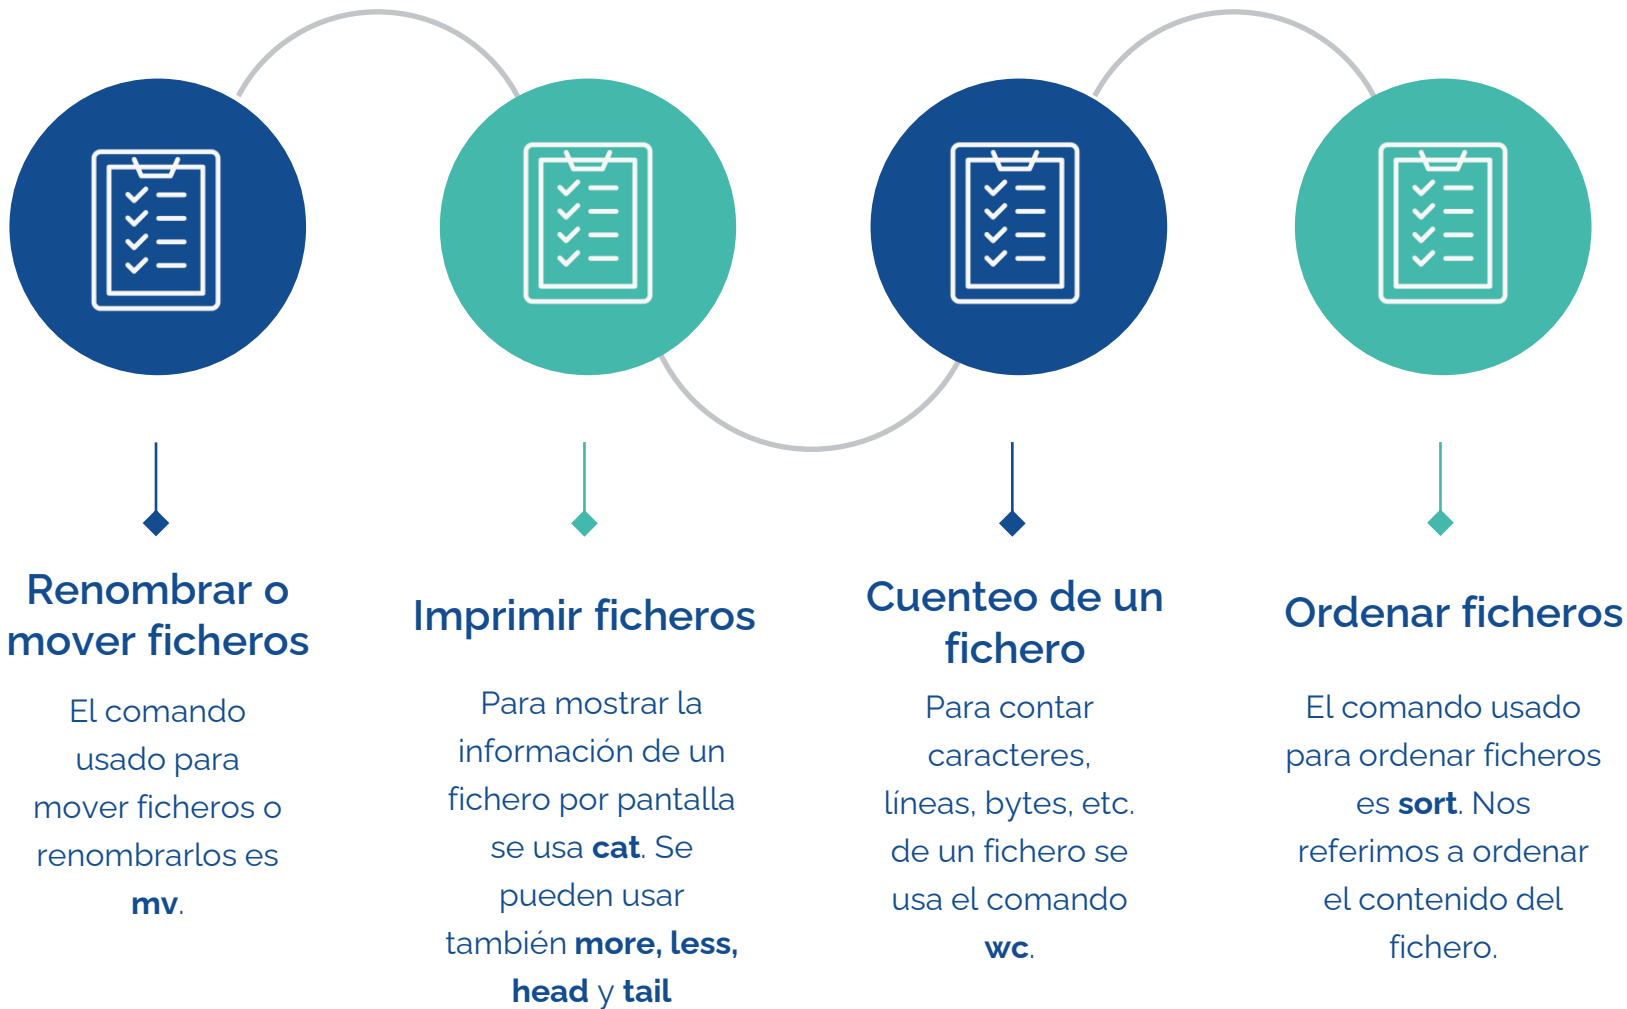 Renombrar o
mover ficheros
El comando
usado para
mover ficheros o
renombrarlos es
mv.
Imprimir ficheros
Para mostrar la
información de un
fichero por pantalla
se usa cat. Se
pueden usar
también more, less,
head y tail
Cuenteo de un
fichero
Para contar
caracteres,
líneas, bytes, etc.
de un fichero se
usa el comando
wc.
Ordenar ficheros
El comando usado
para ordenar ficheros
es sort. Nos
referimos a ordenar
el contenido del
fichero.